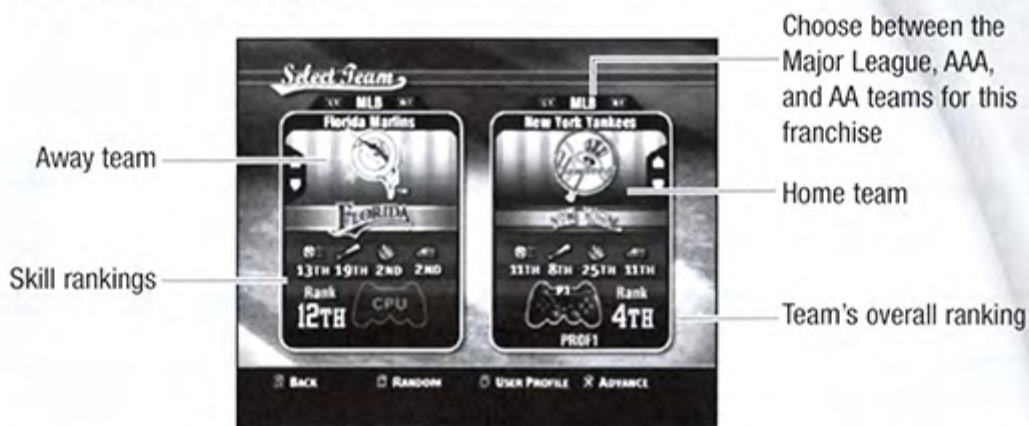 Choose between the
Major League, AAA,
and AA teams for this
franchise
Away team
Home team
Skill rankings
Team's overall ranking
Select Team
MLB
Florida Marlins
FLORIDA
13TH 19TH 2ND 2ND
Rank
12TH
CPU
MLB
New York Yankees
NEW YORK
11TH 8TH 25TH 11TH
P1
Rank
4TH
PROF1
BACK RANDOM USER PROFILE ADVANCE